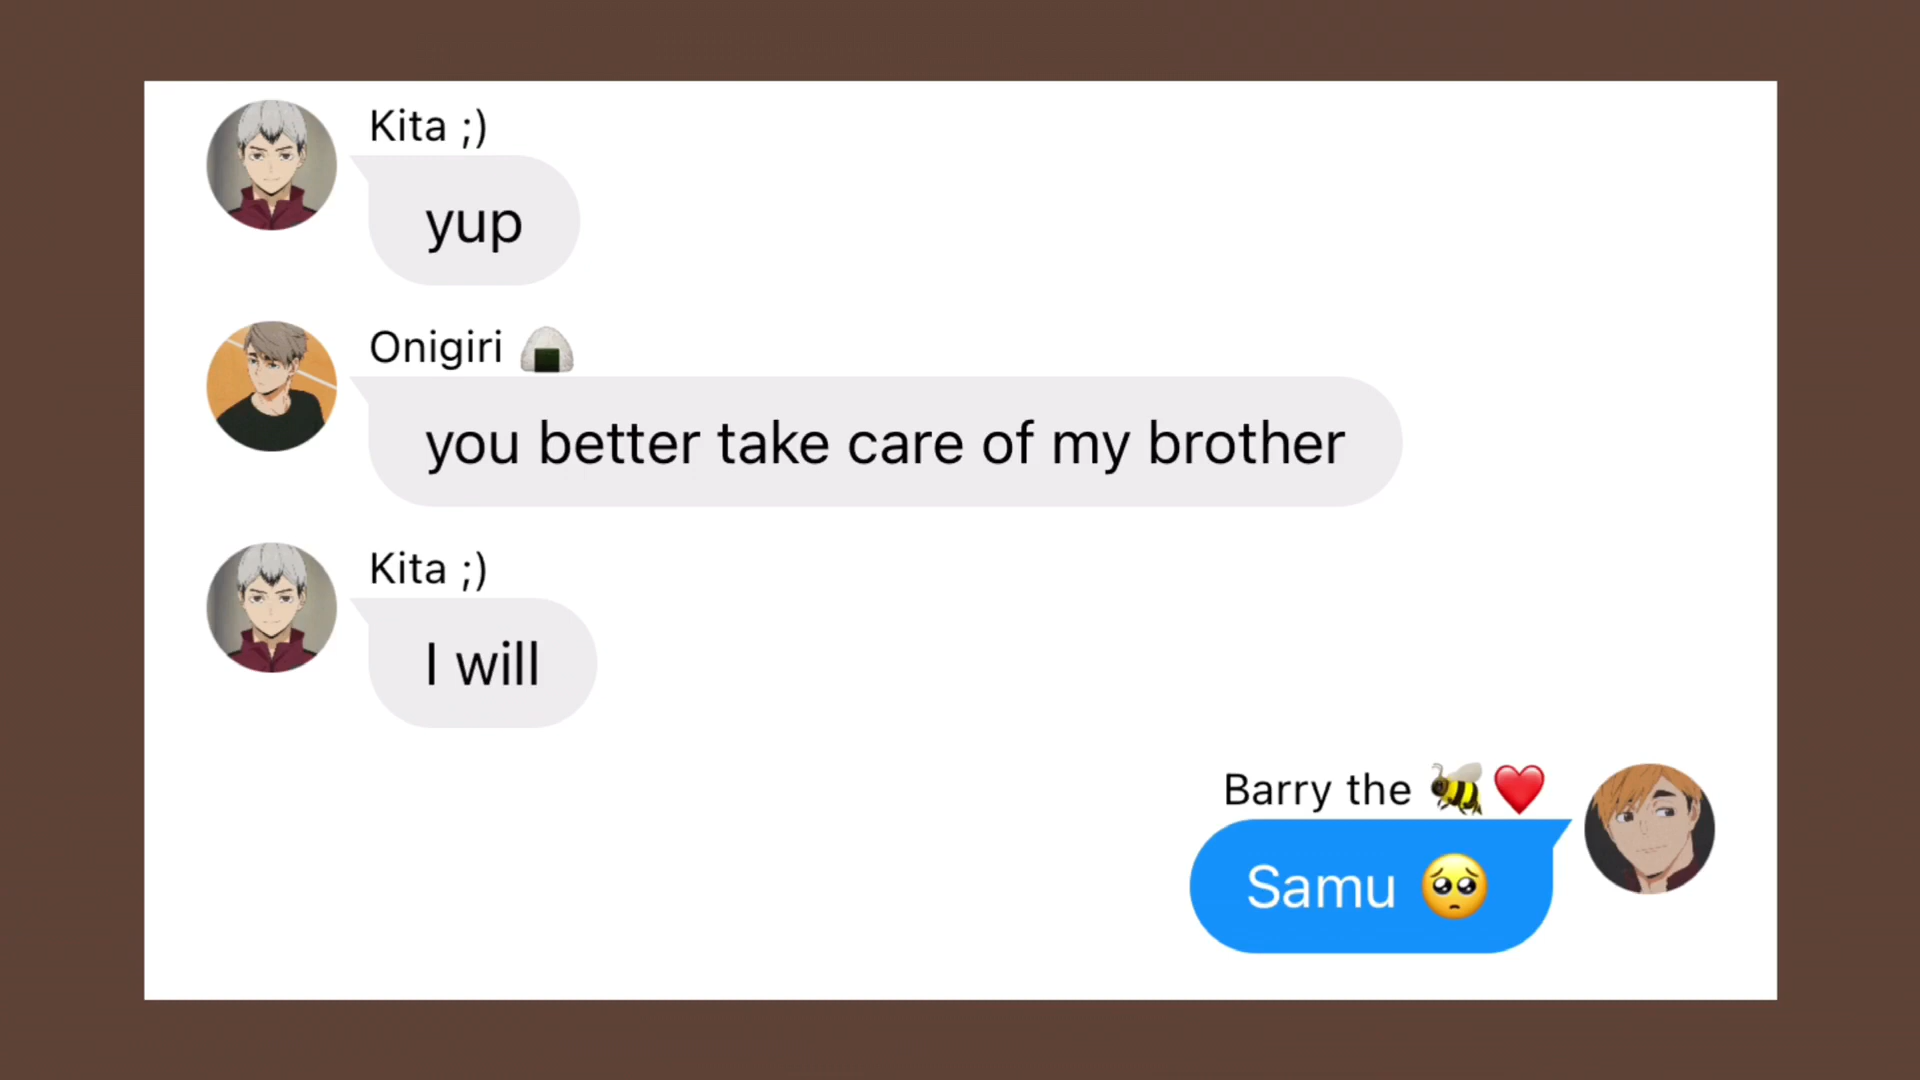 Kita ;)
yup
Onigiri 🍙
you better take care of my brother
Kita ;)
I will
Barry the 🐝❤️
Samu 🥺